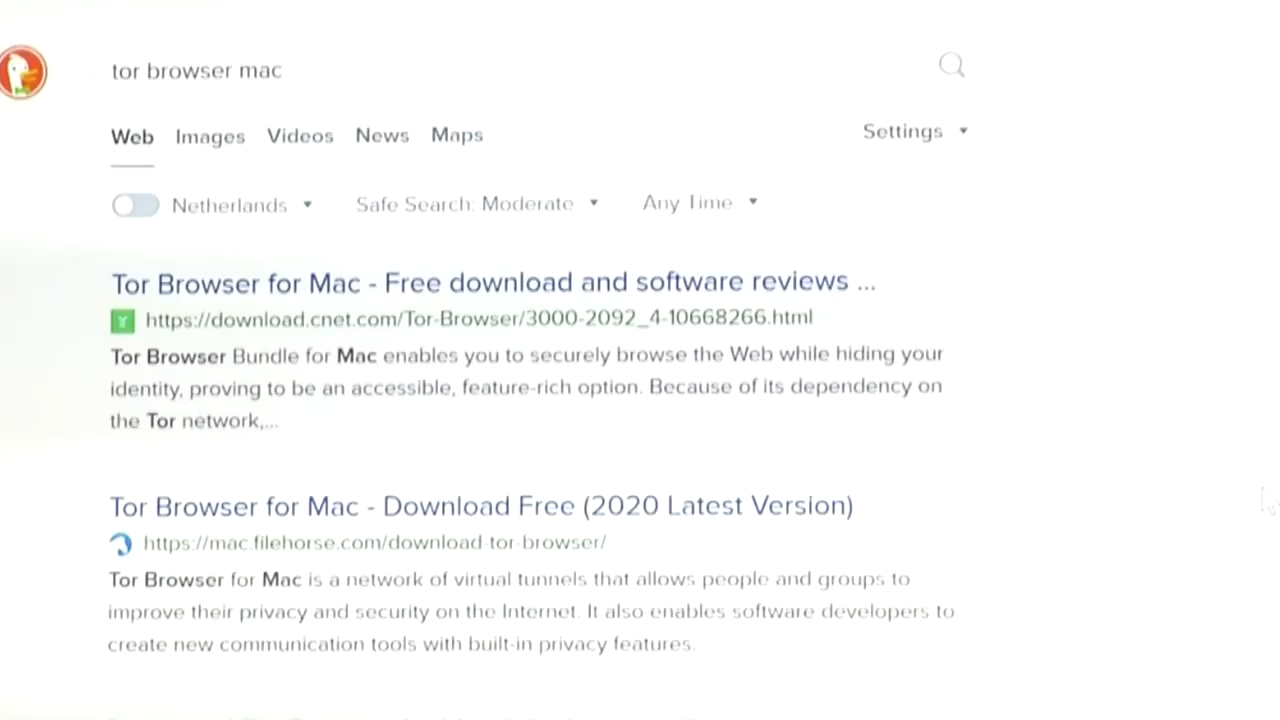 tor browser mac
Web Images Videos News Maps
Settings
Netherlands Safe Search: Moderate Any Time
Tor Browser for Mac - Free download and software reviews ...
https://download.cnet.com/Tor-Browser/3000-2092_4-10668266.html
Tor Browser Bundle for Mac enables you to securely browse the Web while hiding your
identity, proving to be an accessible, feature-rich option. Because of its dependency on
the Tor network,...
Tor Browser for Mac - Download Free (2020 Latest Version)
https://mac.filehorse.com/download-tor-browser/
Tor Browser for Mac is a network of virtual tunnels that allows people and groups to
improve their privacy and security on the Internet. It also enables software developers to
create new communication tools with built-in privacy features.